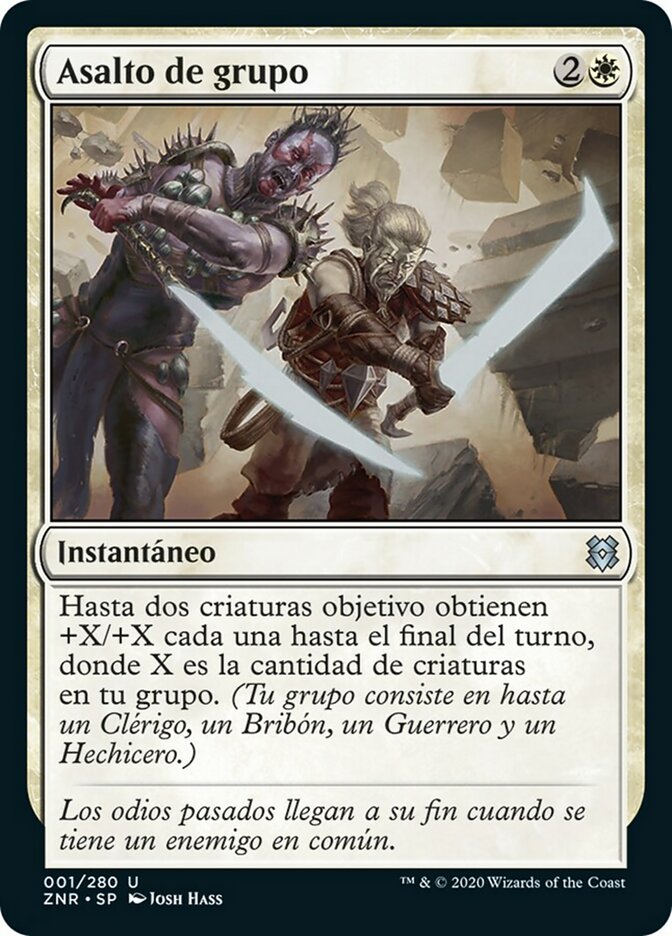 Asalto de grupo 2
Instantáneo
Hasta dos criaturas objetivo obtienen
+X/+X cada una hasta el final del turno,
donde X es la cantidad de criaturas
en tu grupo. (Tu grupo consiste en hasta
un Clérigo, un Bribón, un Guerrero y un
Hechicero.)
Los odios pasados llegan a su fin cuando se
tiene un enemigo en común.
001/280 U
ZNR • SP Josh Hass
™ & © 2020 Wizards of the Coast